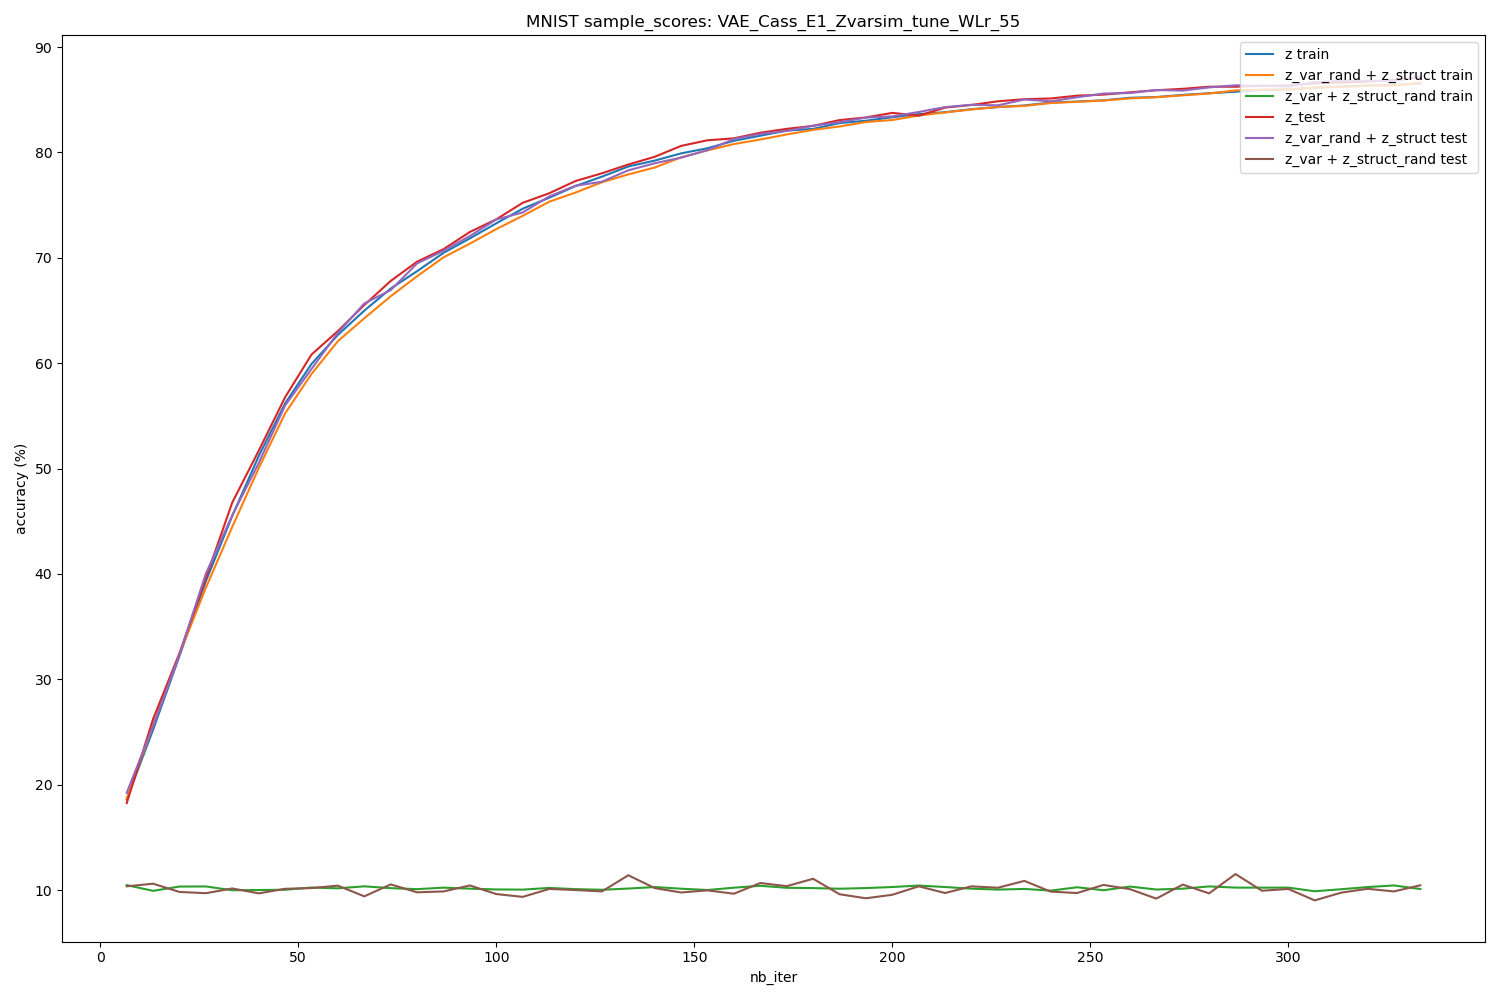 MNIST sample_scores: VAE_Cass_E1_Zvarsim_tune_WLr_55
90
80
70
60
50
40
30
20
10
accuracy (%)
z train
z_var_rand + z_struct train
z_var + z_struct_rand train
z_test
z_var_rand + z_struct test
z_var + z_struct_rand test
0
50
100
150
200
250
300
nb_iter